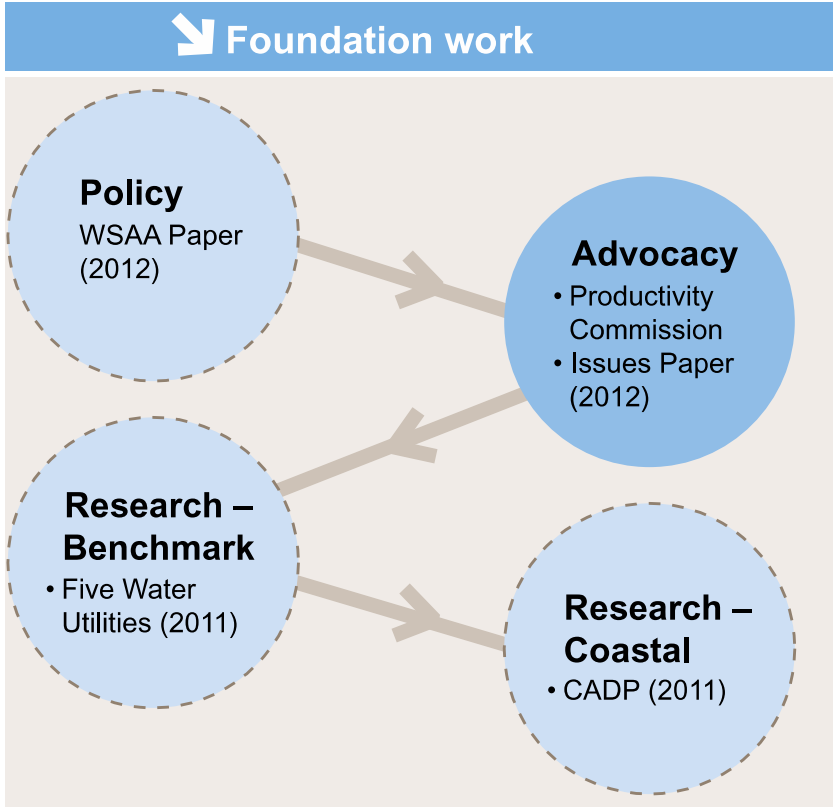 Foundation work
Policy
WSAA Paper
(2012)
Advocacy
• Productivity
Commission
• Issues Paper
(2012)
Research –
Benchmark
• Five Water
Utilities (2011)
Research –
Coastal
• CADP (2011)